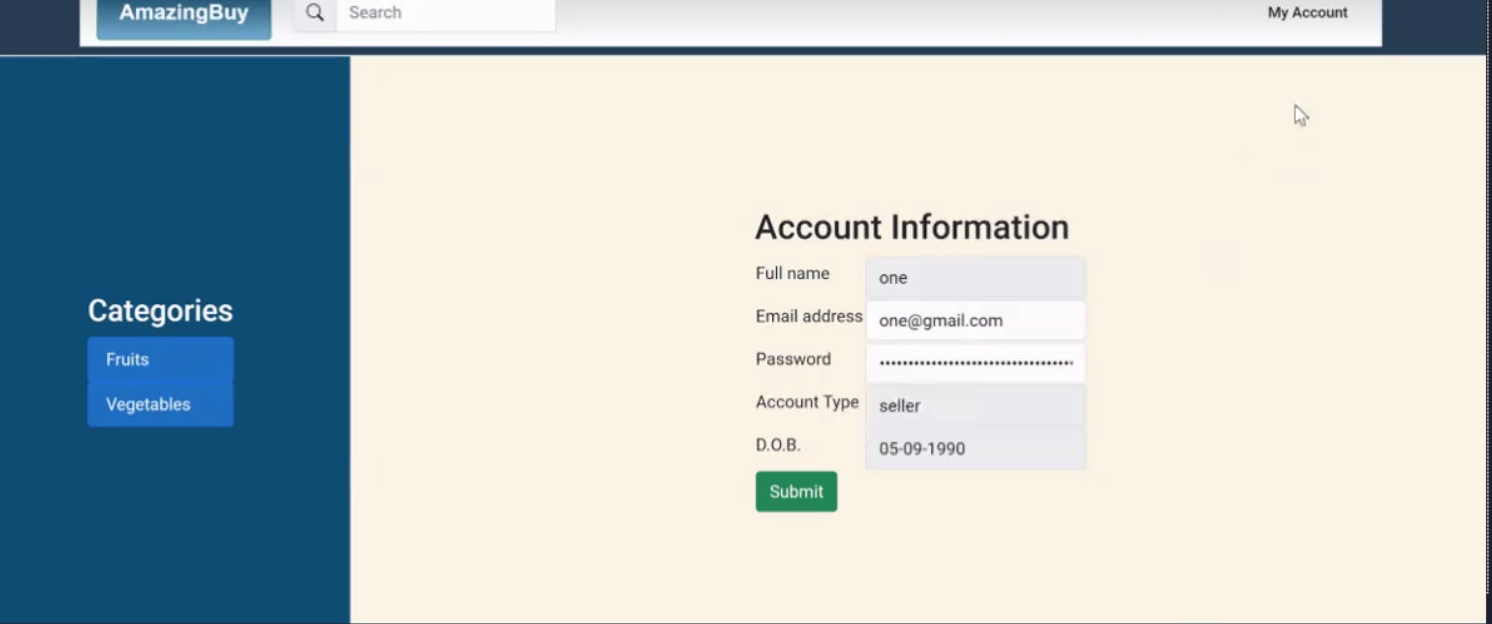 AmazingBuy
Search
My Account
Categories
Fruits
Vegetables
Account Information
Full name one
Email address one@gmail.com
Password ••••••••••••••••••••••••••••••••••
Account Type seller
D.O.B. 05-09-1990
Submit